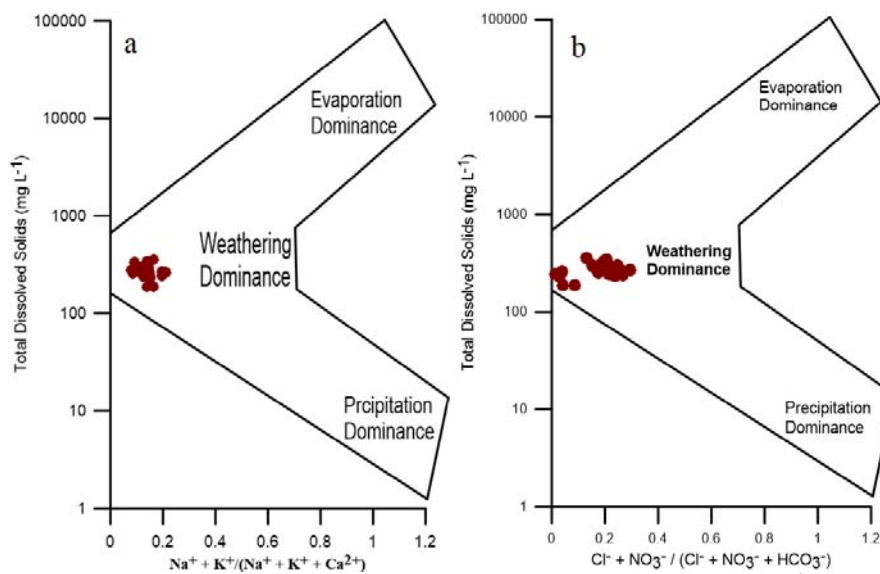 a
100000
10000
1000
100
10
1
Total Dissolved Solids (mg L⁻¹)
Evaporation
Dominance
Weathering
Dominance
Prcipitation
Dominance
0 0.2 0.4 0.6 0.8 1 1.2
Na⁺ + K⁺/(Na⁺ + K⁺ + Ca²⁺)
b
100000
10000
1000
100
10
1
Total Dissolved Solids (mg L⁻¹)
Evaporation
Dominance
Weathering
Dominance
Precipitation
Dominance
0 0.2 0.4 0.6 0.8 1 1.2
Cl⁻ + NO₃⁻ / (Cl⁻ + NO₃⁻ + HCO₃⁻)